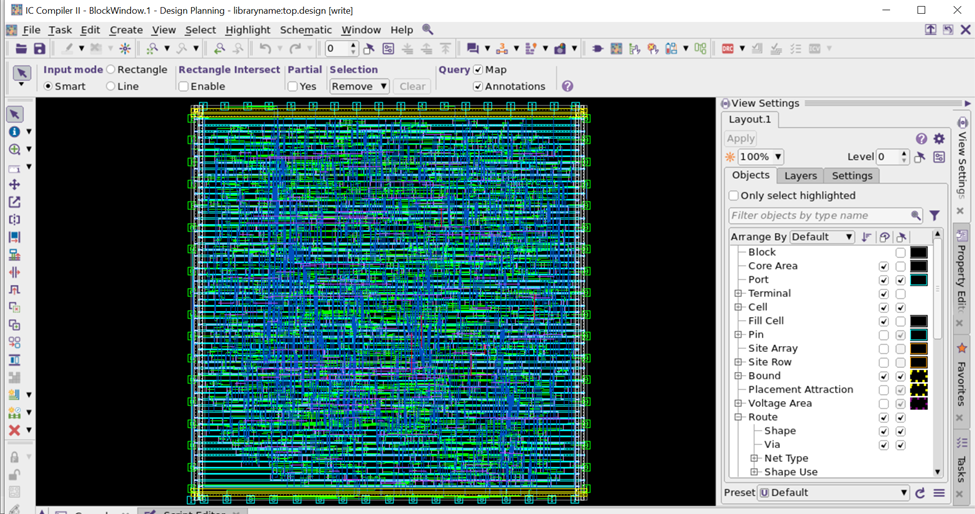 IC Compiler II - BlockWindow.1 - Design Planning - libraryname:top.design [write]
File Task Edit Create View Select Highlight Schematic Window Help
0
Input mode Rectangle Rectangle Intersect Partial Selection Query Map
Smart Line Enable Yes Remove Clear Annotations
View Settings
Layout.1
Apply
100% Level 0
Objects Layers Settings
Only select highlighted
Filter objects by type name
Arrange By Default
Block
Core Area
Port
Terminal
Cell
Fill Cell
Pin
Site Array
Site Row
Bound
Placement Attraction
Voltage Area
Route
Shape
Via
Net Type
Shape Use
Preset Default
View Settings
Favorites
Tasks